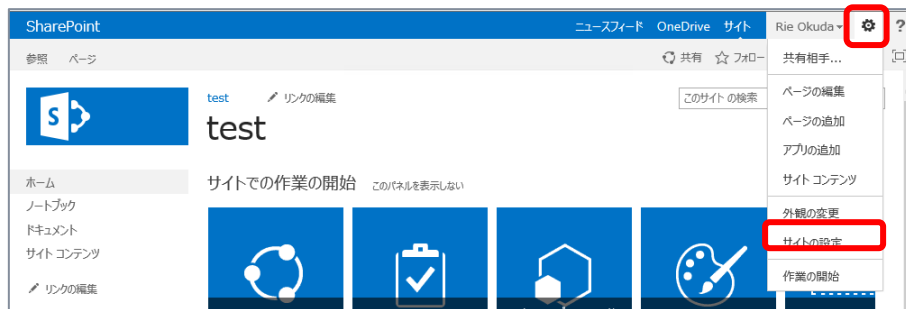 SharePoint ニュースフィード OneDrive サイト Rie Okuda ?
参照 ページ 共有 フォロー 共有相手...
test リンクの編集 このサイト の検索 ページの編集
test ページの追加
アプリの追加
ホーム サイトでの作業の開始 このパネルを表示しない サイト コンテンツ
ノートブック 外観の変更
ドキュメント サイトの設定
サイト コンテンツ 作業の開始
リンクの編集